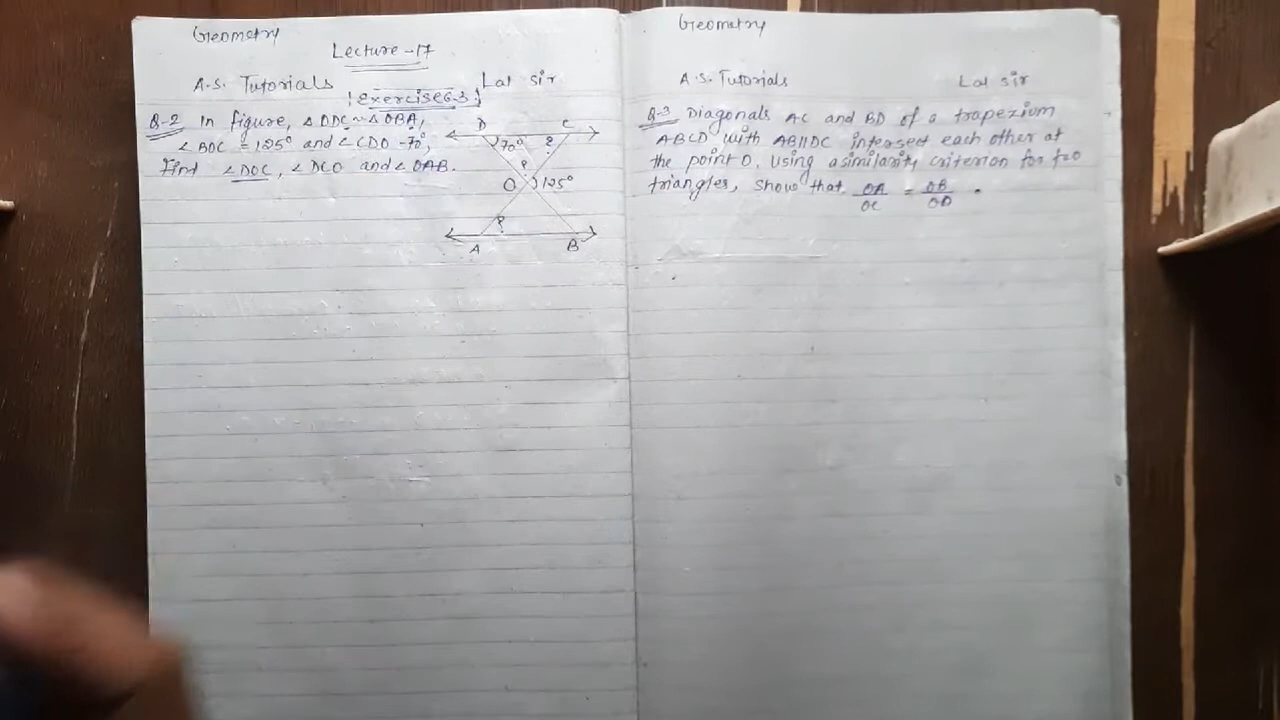 Geometry
Lecture-17
A.S. Tutorials Lal sir
[Exercise 6.3]
Q-2 In figure, △ODC ~ △OBA,
∠BOC = 125° and ∠CDO = 70°,
Find ∠DOC, ∠DCO and ∠OAB.
D C
70° ?
?
O 125°
?
A B
Geometry
A.S. Tutorials Lal sir
Q-3 Diagonals AC and BD of a trapezium
ABCD with AB||DC intersect each other at
the point O. Using a similarity criterion for two
triangles, show that OA/OC = OB/OD .